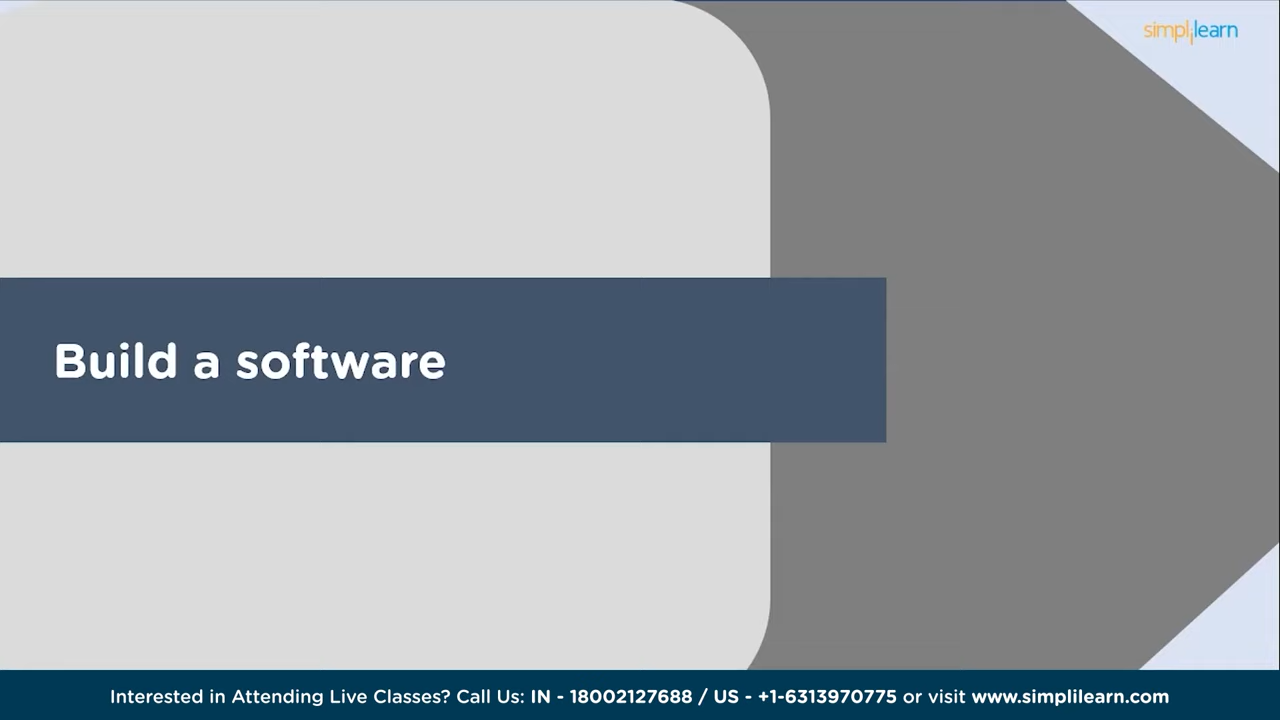 simplilearn
Build a software
Interested in Attending Live Classes? Call Us: IN - 18002127688 / US - +1-6313970775 or visit www.simplilearn.com